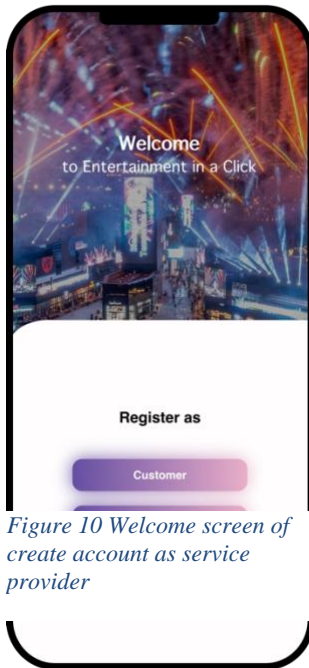 Welcome
to Entertainment in a Click
Register as
Customer
Figure 10 Welcome screen of
create account as service
provider